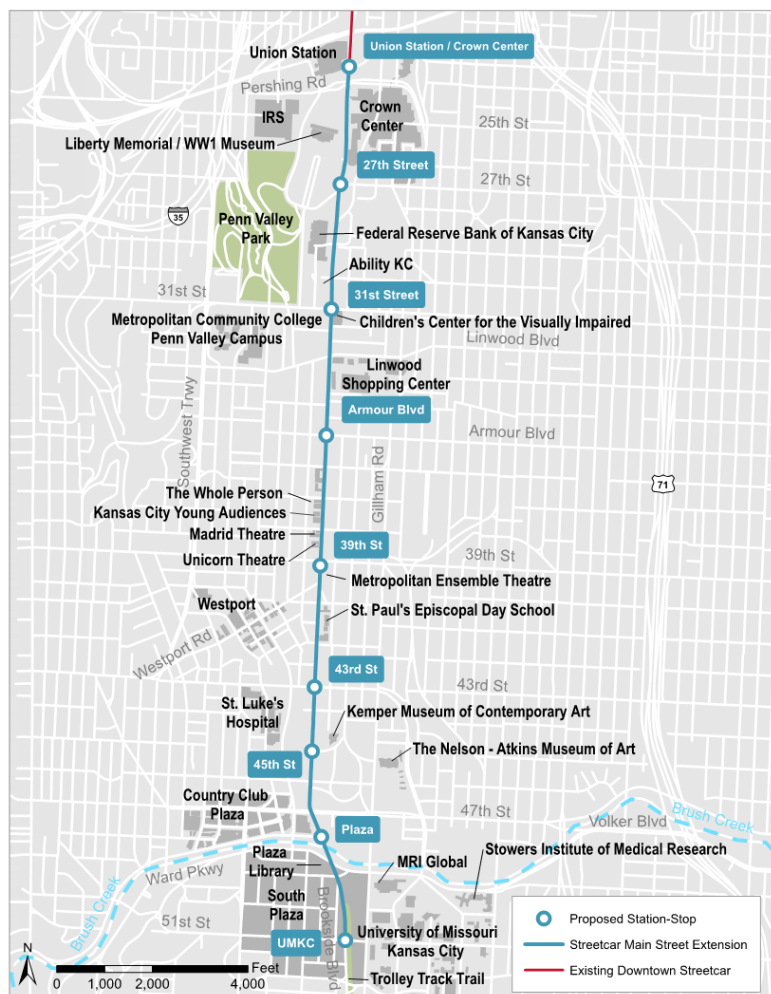 Union Station
Union Station / Crown Center
Pershing Rd
IRS
Crown
Center
25th St
Liberty Memorial / WW1 Museum
27th Street
27th St
35
Penn Valley
Park
Federal Reserve Bank of Kansas City
Ability KC
31st St
31st Street
Metropolitan Community College
Penn Valley Campus
Children's Center for the Visually Impaired
Linwood Blvd
Linwood
Shopping Center
Southwest Trwy
Armour Blvd
Armour Blvd
Gillham Rd
71
The Whole Person
Kansas City Young Audiences
Madrid Theatre
Unicorn Theatre
39th St
39th St
Metropolitan Ensemble Theatre
Westport
St. Paul's Episcopal Day School
Westport Rd
43rd St
43rd St
St. Luke's
Hospital
Kemper Museum of Contemporary Art
45th St
The Nelson - Atkins Museum of Art
Country Club
Plaza
47th St
Volker Blvd
Brush Creek
Plaza
Plaza
Library
MRI Global
Stowers Institute of Medical Research
Ward Pkwy
Brush Creek
South
Plaza
Brookside Blvd
51st St
UMKC
University of Missouri
Kansas City
Trolley Track Trail
N
Feet
0 1,000 2,000 4,000
Proposed Station-Stop
Streetcar Main Street Extension
Existing Downtown Streetcar